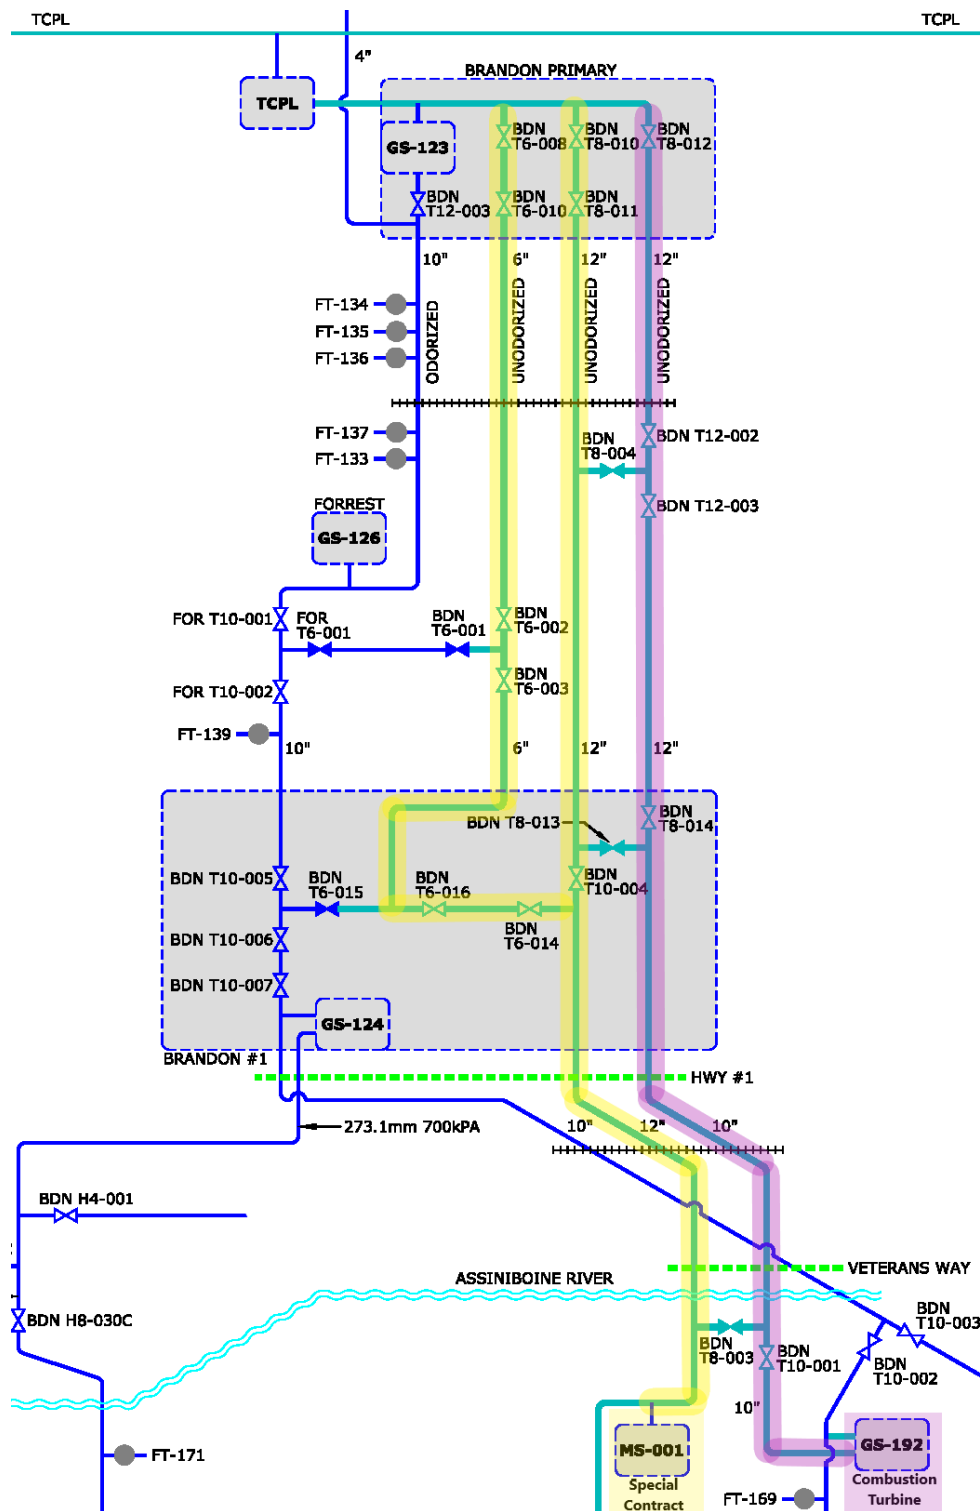 TCPL
TCPL
4"
BRANDON PRIMARY
TCPL
GS-123
BDN
T6-008
BDN
T8-010
BDN
T8-012
BDN
T12-003
BDN
T6-010
BDN
T8-011
10"
6"
12"
12"
ODORIZED
UNODORIZED
UNODORIZED
UNODORIZED
FT-134
FT-135
FT-136
FT-137
FT-133
BDN
T8-004
BDN T12-002
BDN T12-003
FORREST
GS-126
FOR T10-001
FOR
T6-001
BDN
T6-001
BDN
T6-002
BDN
T6-003
FOR T10-002
FT-139
10"
6"
12"
12"
BDN T8-013
BDN
T8-014
BDN T10-005
BDN
T6-015
BDN
T6-016
BDN
T10-004
BDN T10-006
BDN
T6-014
BDN T10-007
GS-124
BRANDON #1
HWY #1
273.1mm 700kPA
10"
12"
10"
BDN H4-001
VETERANS WAY
ASSINIBOINE RIVER
BDN H8-030C
BDN
T10-003
BDN
T8-003
BDN
T10-001
BDN
T10-002
10"
MS-001
GS-192
FT-171
Special
Contract
Combustion
Turbine
FT-169